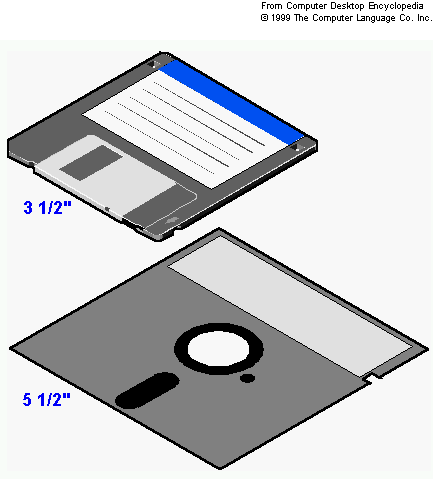 From Computer Desktop Encyclopedia
© 1999 The Computer Language Co. Inc.
3 1/2"
5 1/2"